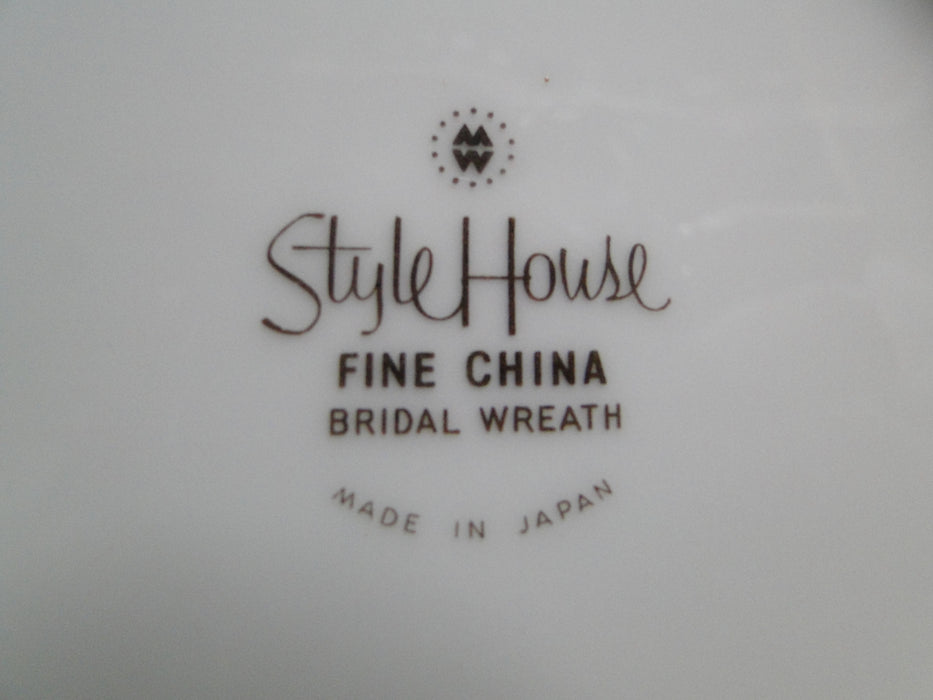 MW
Style House
FINE CHINA
BRIDAL WREATH
MADE IN JAPAN